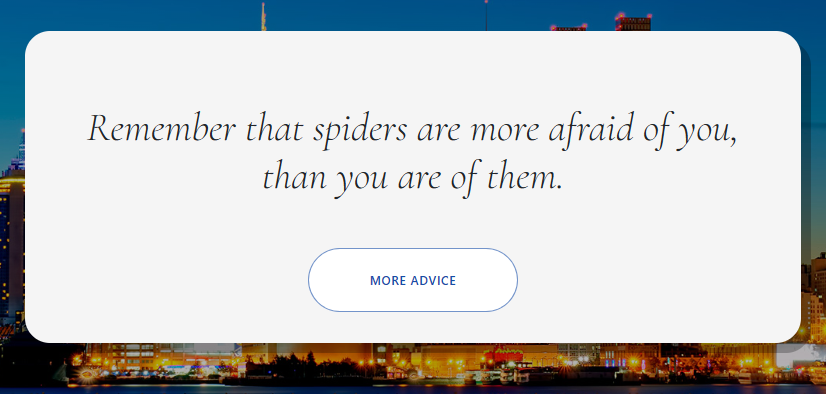 Remember that spiders are more afraid of you,
than you are of them.
MORE ADVICE